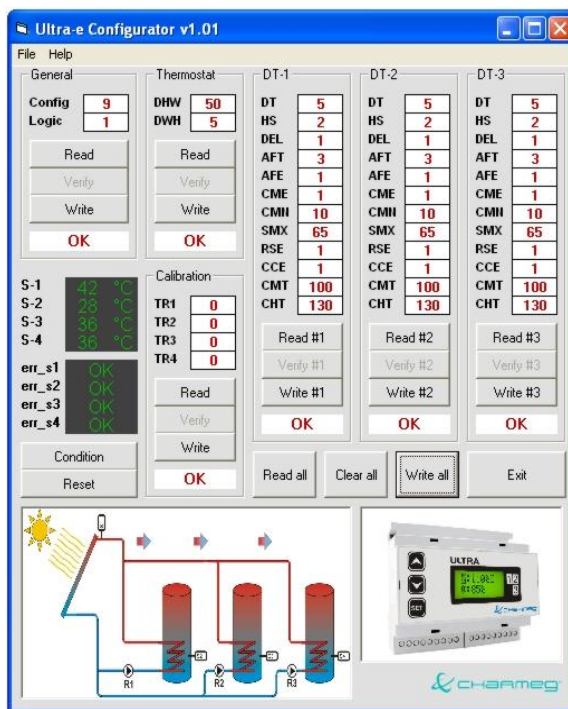 Ultra-e Configurator v1.01
File Help
General
Config 9
Logic 1
Read
Verify
Write
OK
Thermostat
DHW 50
DWH 5
Read
Verify
Write
OK
DT-1
DT 5
HS 2
DEL 1
AFT 3
AFE 1
CME 1
CMN 10
SMX 65
RSE 1
CCE 1
CMT 100
CHT 130
Read #1
Verify #1
Write #1
OK
DT-2
DT 5
HS 2
DEL 1
AFT 3
AFE 1
CME 1
CMN 10
SMX 65
RSE 1
CCE 1
CMT 100
CHT 130
Read #2
Verify #2
Write #2
OK
DT-3
DT 5
HS 2
DEL 1
AFT 3
AFE 1
CME 1
CMN 10
SMX 65
RSE 1
CCE 1
CMT 100
CHT 130
Read #3
Verify #3
Write #3
OK
S-1 42 °C
S-2 28 °C
S-3 36 °C
S-4 36 °C
err_s1 OK
err_s2 OK
err_s3 OK
err_s4 OK
Condition
Reset
Calibration
TR1 0
TR2 0
TR3 0
TR4 0
Read
Verify
Write
OK
Read all
Clear all
Write all
Exit
R1
R2
R3
ULTRA
SET
CHARMEG